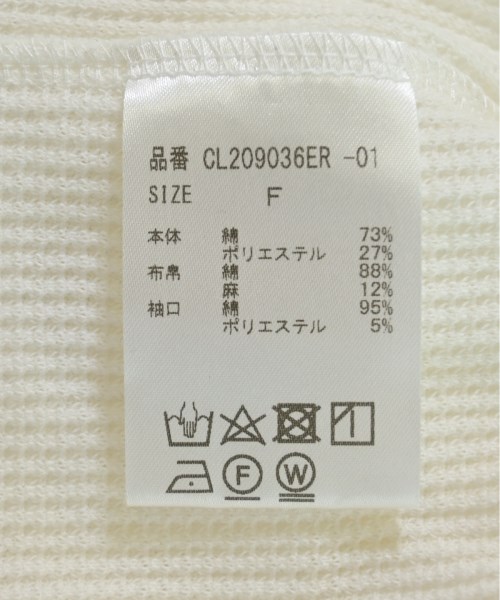 品番 CL209036ER -01
SIZE F
本体 綿 73%
ポリエステル 27%
布帛 綿 88%
麻 12%
袖口 綿 95%
ポリエステル 5%
F W